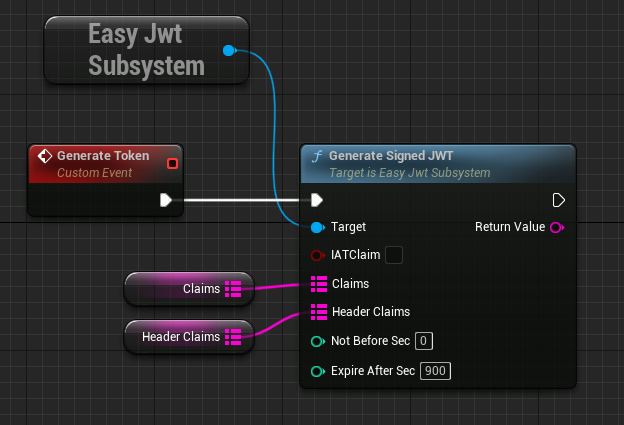 Easy Jwt
Subsystem
Generate Token
Custom Event
Generate Signed JWT
Target is Easy Jwt Subsystem
Target
Return Value
IATClaim
Claims
Claims
Header Claims
Header Claims
Not Before Sec 0
Expire After Sec 900